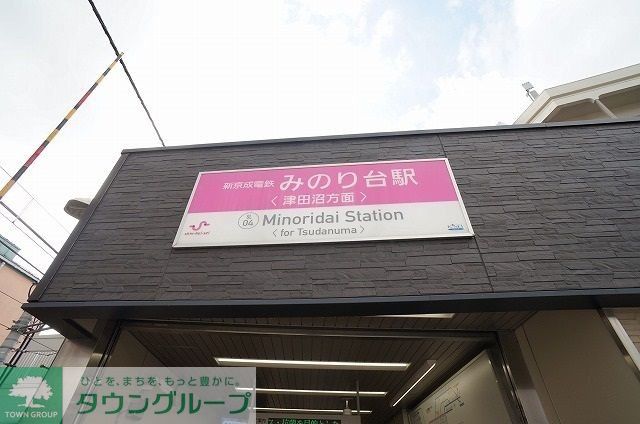 新京成電鉄 みのり台駅
〈 津田沼方面 〉
SL
04
Minoridai Station
〈 for Tsudanuma 〉
TOWN GROUP
ひとを、まちを、もっと豊かに。
タウングループ